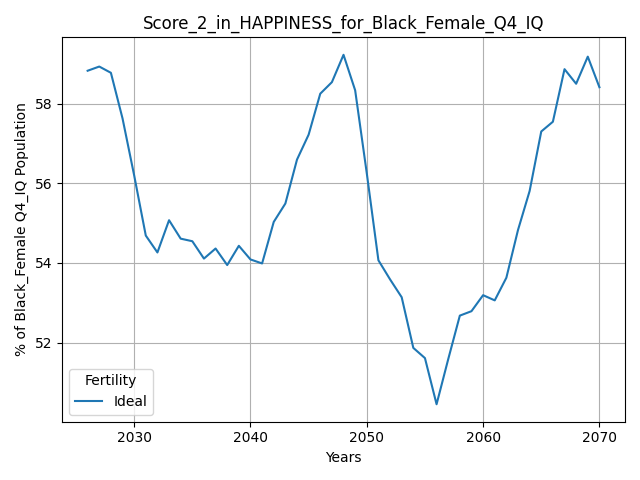 Score_2_in_HAPPINESS_for_Black_Female_Q4_IQ
% of Black_Female Q4_IQ Population
58
56
54
52
Fertility
Ideal
2030
2040
2050
2060
2070
Years